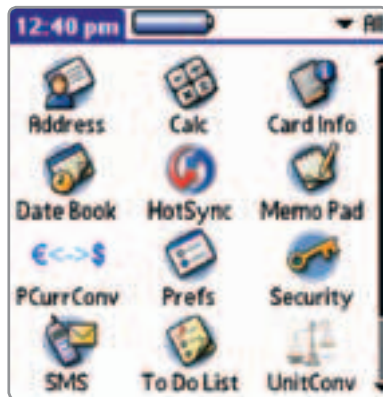 12:40 pm All
Address Calc Card Info
Date Book HotSync Memo Pad
€<->$
PCurrConv Prefs Security
SMS To Do List UnitConv